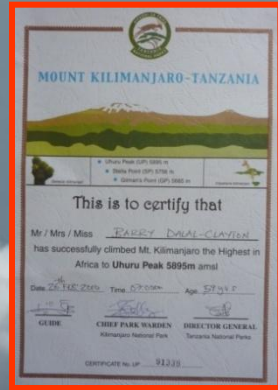 MOUNT KILIMANJARO-TANZANIA
Uhuru Peak (GP) 5895 m
Stella Point (GP) 5756 m
Gilman's Point (GP) 5685 m
This is to certify that
Mr / Mrs / Miss BARRY DALAL-CLAYTON
has successfully climbed Mt. Kilimanjaro the Highest in
Africa to Uhuru Peak 5895m amsl
Date Time Age
GUIDE CHIEF PARK WARDEN DIRECTOR GENERAL
Kilimanjaro National Park Tanzania National Parks
CERTIFICATE No. UP 91338